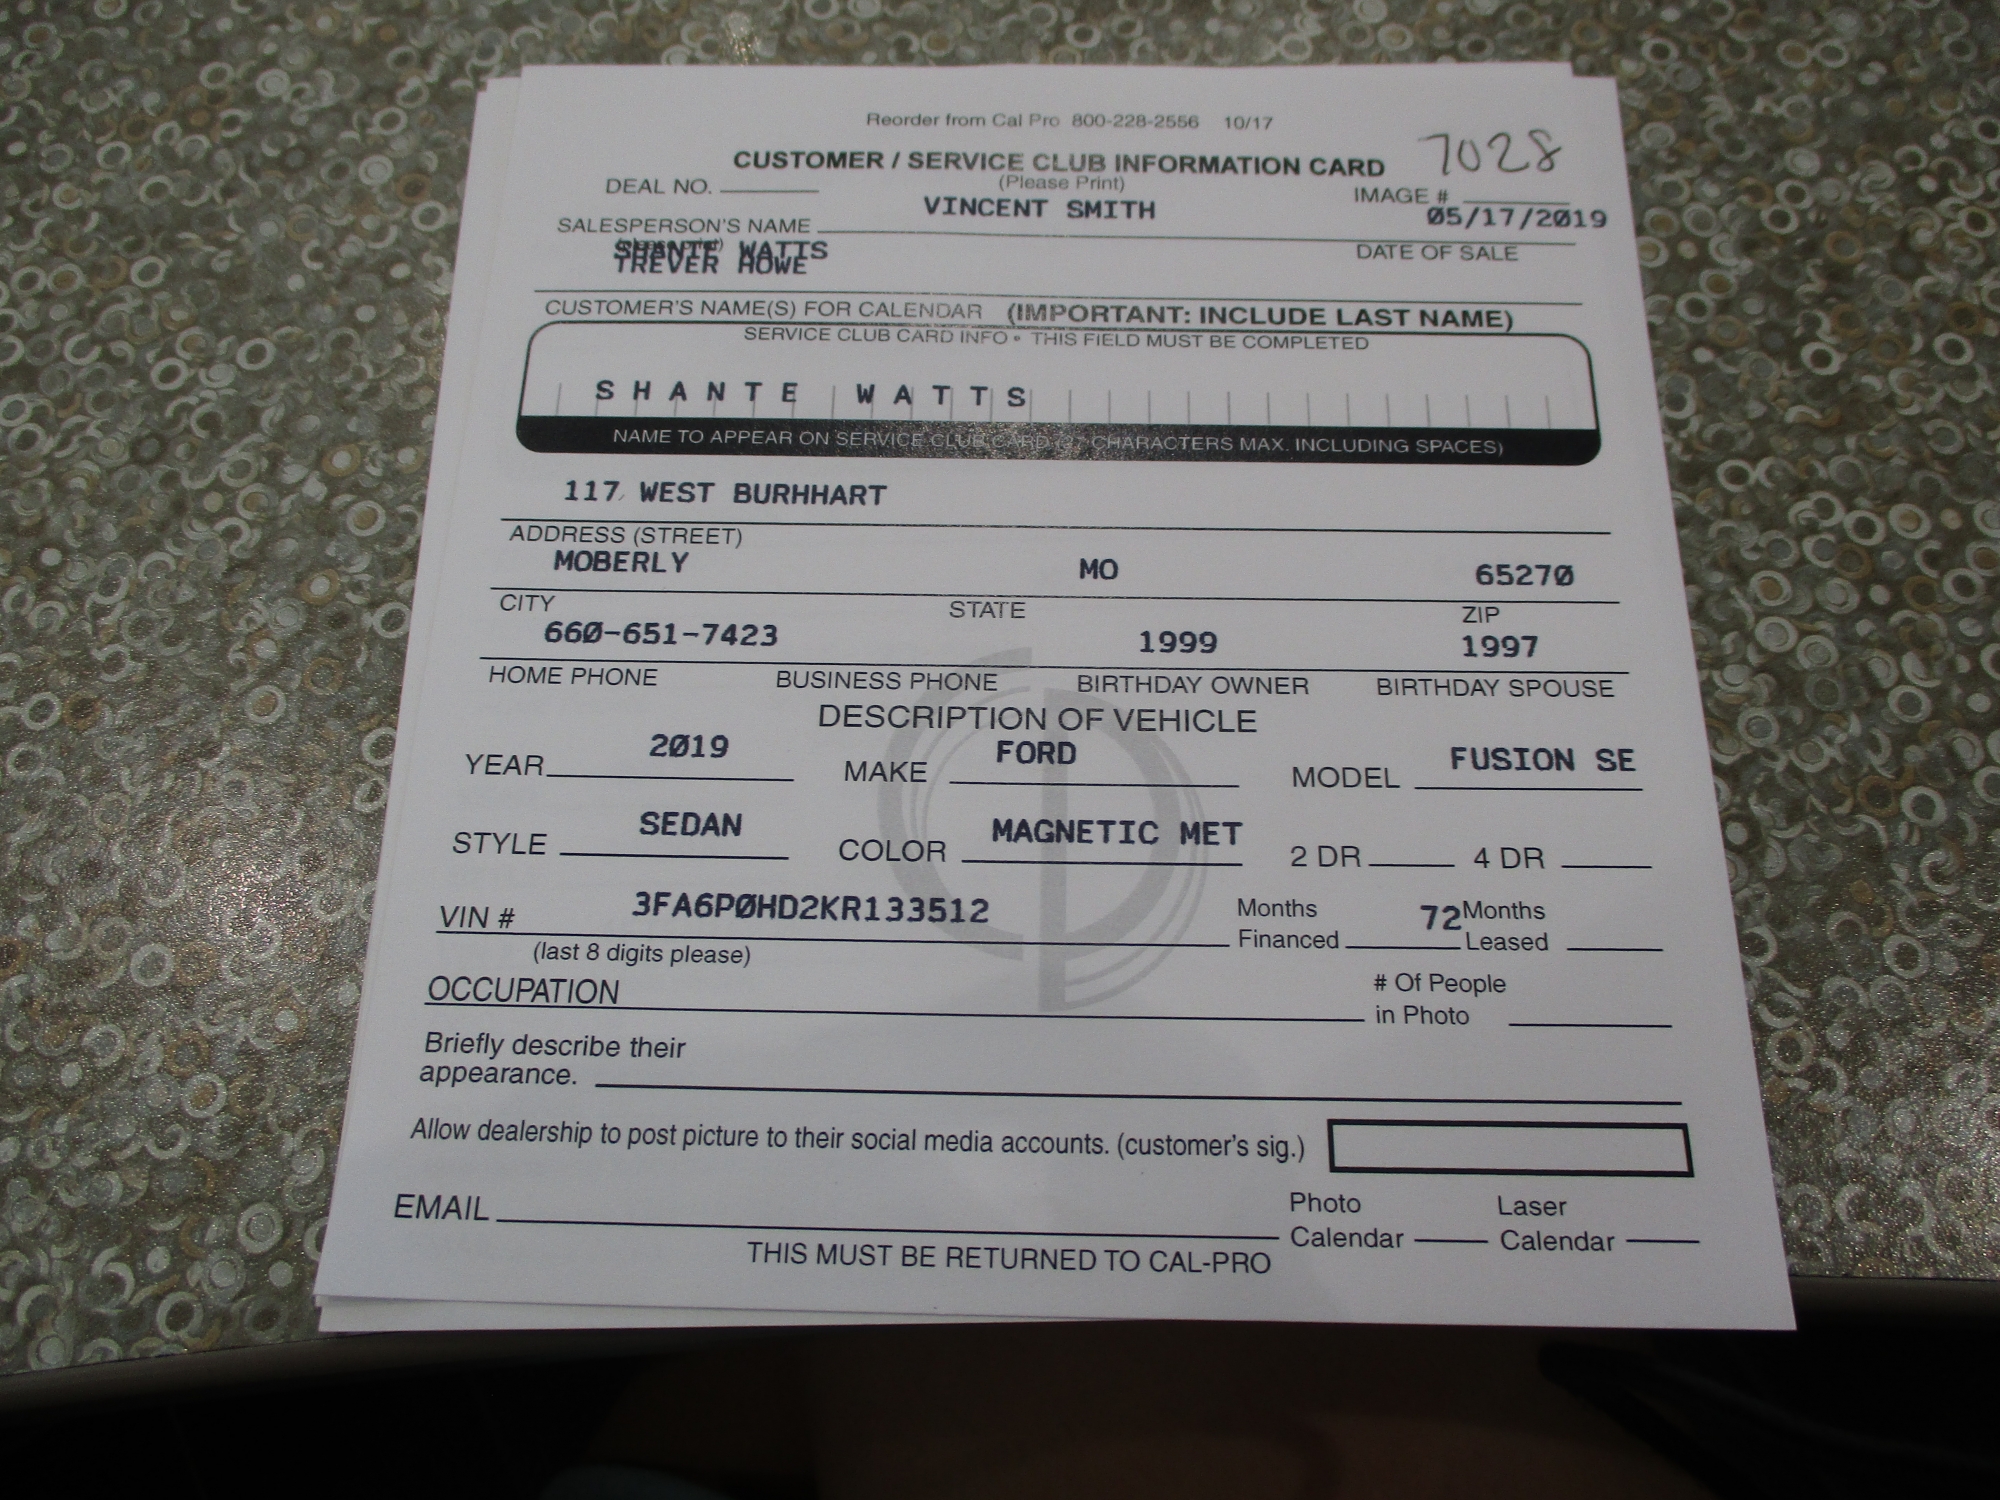 Reorder from Cal Pro 800-228-2556 10/17
CUSTOMER / SERVICE CLUB INFORMATION CARD 7028
DEAL NO. (Please Print) IMAGE #
VINCENT SMITH 05/17/2019
SALESPERSON'S NAME
(please print) DATE OF SALE
SHANTE WATTS
TREVER HOWE
CUSTOMER'S NAME(S) FOR CALENDAR (IMPORTANT: INCLUDE LAST NAME)
SERVICE CLUB CARD INFO • THIS FIELD MUST BE COMPLETED
SHANTE WATTS
NAME TO APPEAR ON SERVICE CLUB CARD (27 CHARACTERS MAX. INCLUDING SPACES)
117 WEST BURHHART
ADDRESS (STREET)
MOBERLY MO 65270
CITY STATE ZIP
660-651-7423 1999 1997
HOME PHONE BUSINESS PHONE BIRTHDAY OWNER BIRTHDAY SPOUSE
DESCRIPTION OF VEHICLE
YEAR 2019 MAKE FORD MODEL FUSION SE
STYLE SEDAN COLOR MAGNETIC MET 2 DR 4 DR
VIN # 3FA6P0HD2KR133512 Months Financed 72 Months Leased
(last 8 digits please)
OCCUPATION # Of People in Photo
Briefly describe their
appearance.
Allow dealership to post picture to their social media accounts. (customer's sig.)
EMAIL Photo Calendar Laser Calendar
THIS MUST BE RETURNED TO CAL-PRO